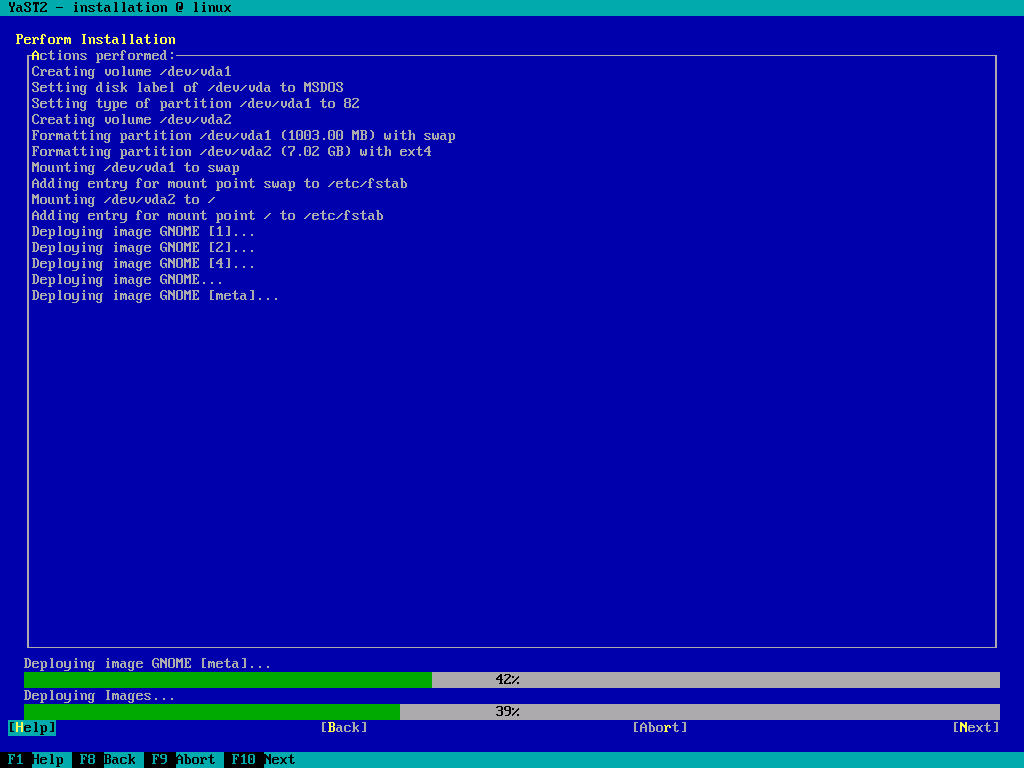 YaST2 - installation @ linux
Perform Installation
Actions performed:
Creating volume /dev/vda1
Setting disk label of /dev/vda to MSDOS
Setting type of partition /dev/vda1 to 82
Creating volume /dev/vda2
Formatting partition /dev/vda1 (1003.00 MB) with swap
Formatting partition /dev/vda2 (7.02 GB) with ext4
Mounting /dev/vda1 to swap
Adding entry for mount point swap to /etc/fstab
Mounting /dev/vda2 to /
Adding entry for mount point / to /etc/fstab
Deploying image GNOME [1]...
Deploying image GNOME [2]...
Deploying image GNOME [4]...
Deploying image GNOME...
Deploying image GNOME [meta]...
Deploying image GNOME [meta]...
42%
Deploying Images...
39%
[Help] [Back] [Abort] [Next]
F1 Help F8 Back F9 Abort F10 Next